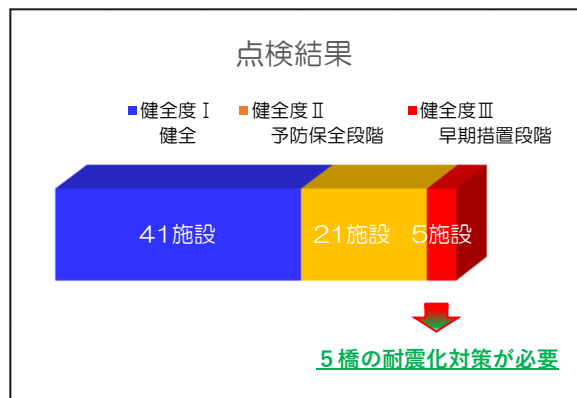 点検結果
■健全度Ⅰ ■健全度Ⅱ ■健全度Ⅲ
健全 予防保全段階 早期措置段階
41施設 21施設 5施設
５橋の耐震化対策が必要